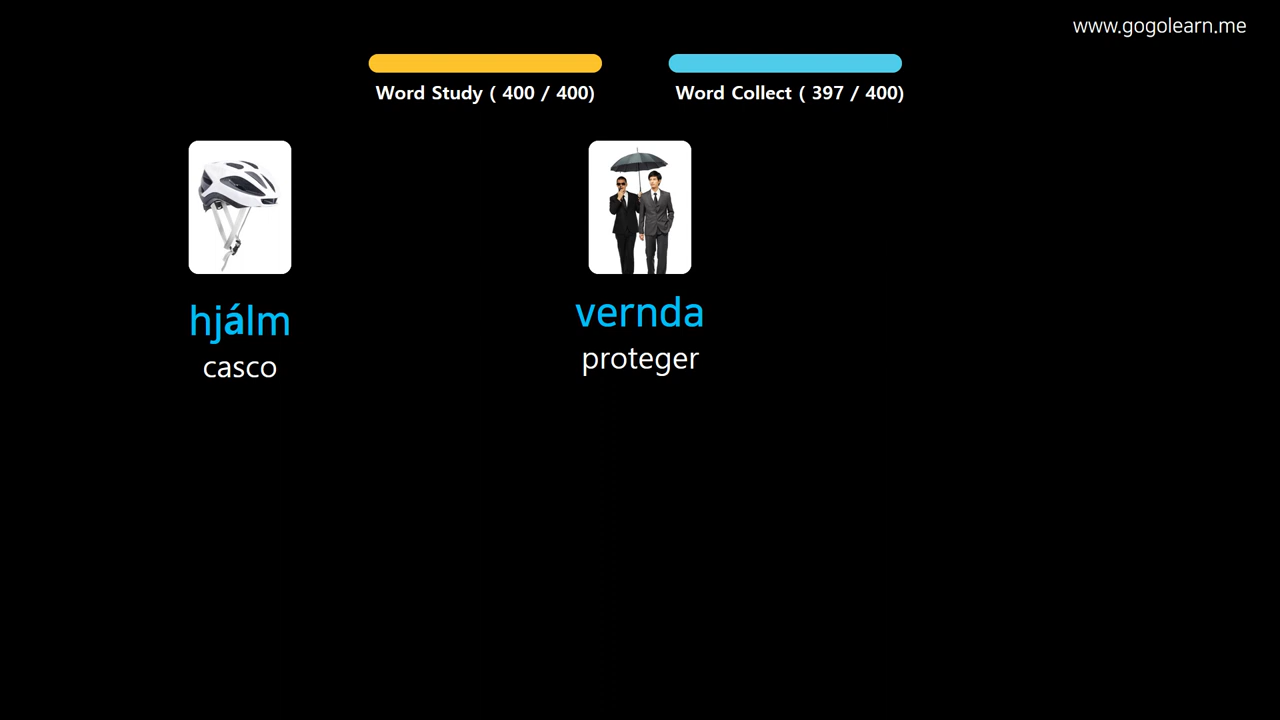 www.gogolearn.me
Word Study ( 400 / 400)
Word Collect ( 397 / 400)
hjálm
casco
vernda
proteger